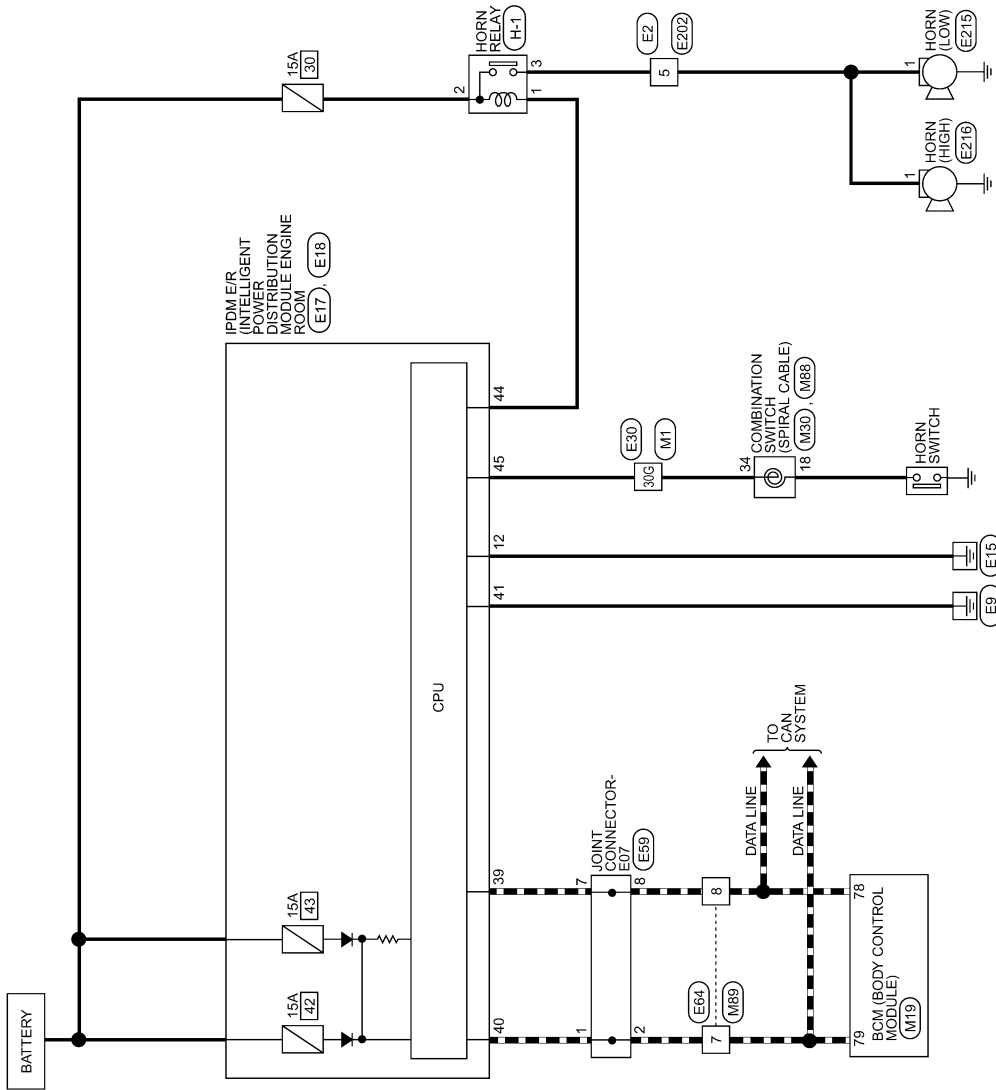 BATTERY
15A
42
15A
43
15A
30
IPDM E/R
(INTELLIGENT
POWER
DISTRIBUTION
MODULE ENGINE
ROOM
E17 , E18
CPU
HORN
RELAY
H-1
2
1
3
40
39
41
12
45
44
E2
E202
5
JOINT
CONNECTOR-
E07
E59
1
7
2
8
E30
M1
30G
E64
M89
7
8
34
18
COMBINATION
SWITCH
(SPIRAL CABLE)
M30 , M88
DATA LINE
DATA LINE
TO
CAN
SYSTEM
79
78
BCM (BODY CONTROL
MODULE)
M19
E9
E15
HORN
SWITCH
1
HORN
(HIGH)
E216
1
HORN
(LOW)
E215